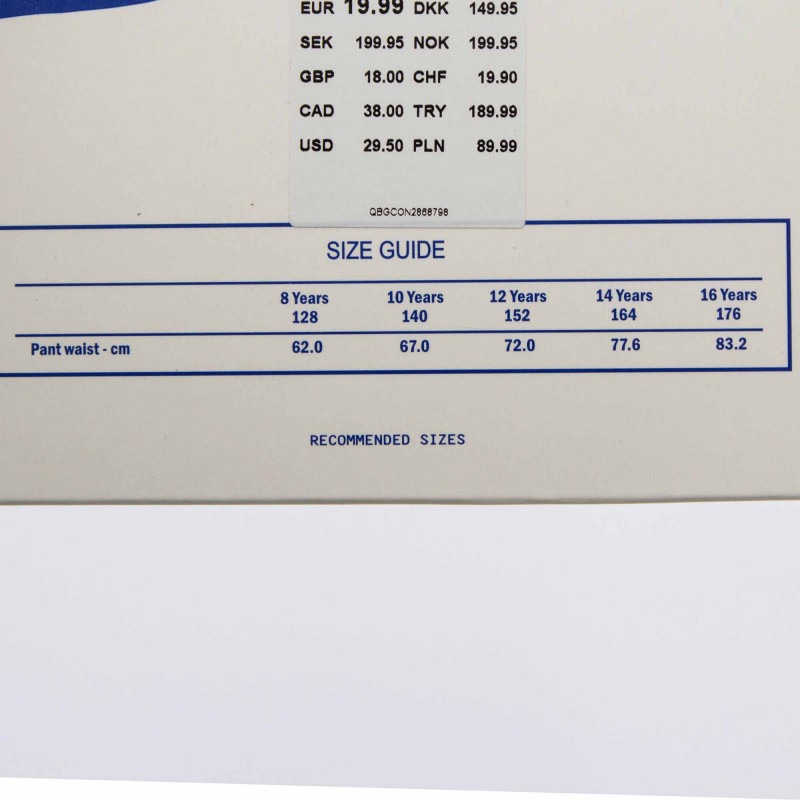 EUR 19.99 DKK 149.95
SEK 199.95 NOK 199.95
GBP 18.00 CHF 19.90
CAD 38.00 TRY 189.99
USD 29.50 PLN 89.99
QBGCON2868798
SIZE GUIDE
8 Years 10 Years 12 Years 14 Years 16 Years
128 140 152 164 176
Pant waist - cm 62.0 67.0 72.0 77.6 83.2
RECOMMENDED SIZES